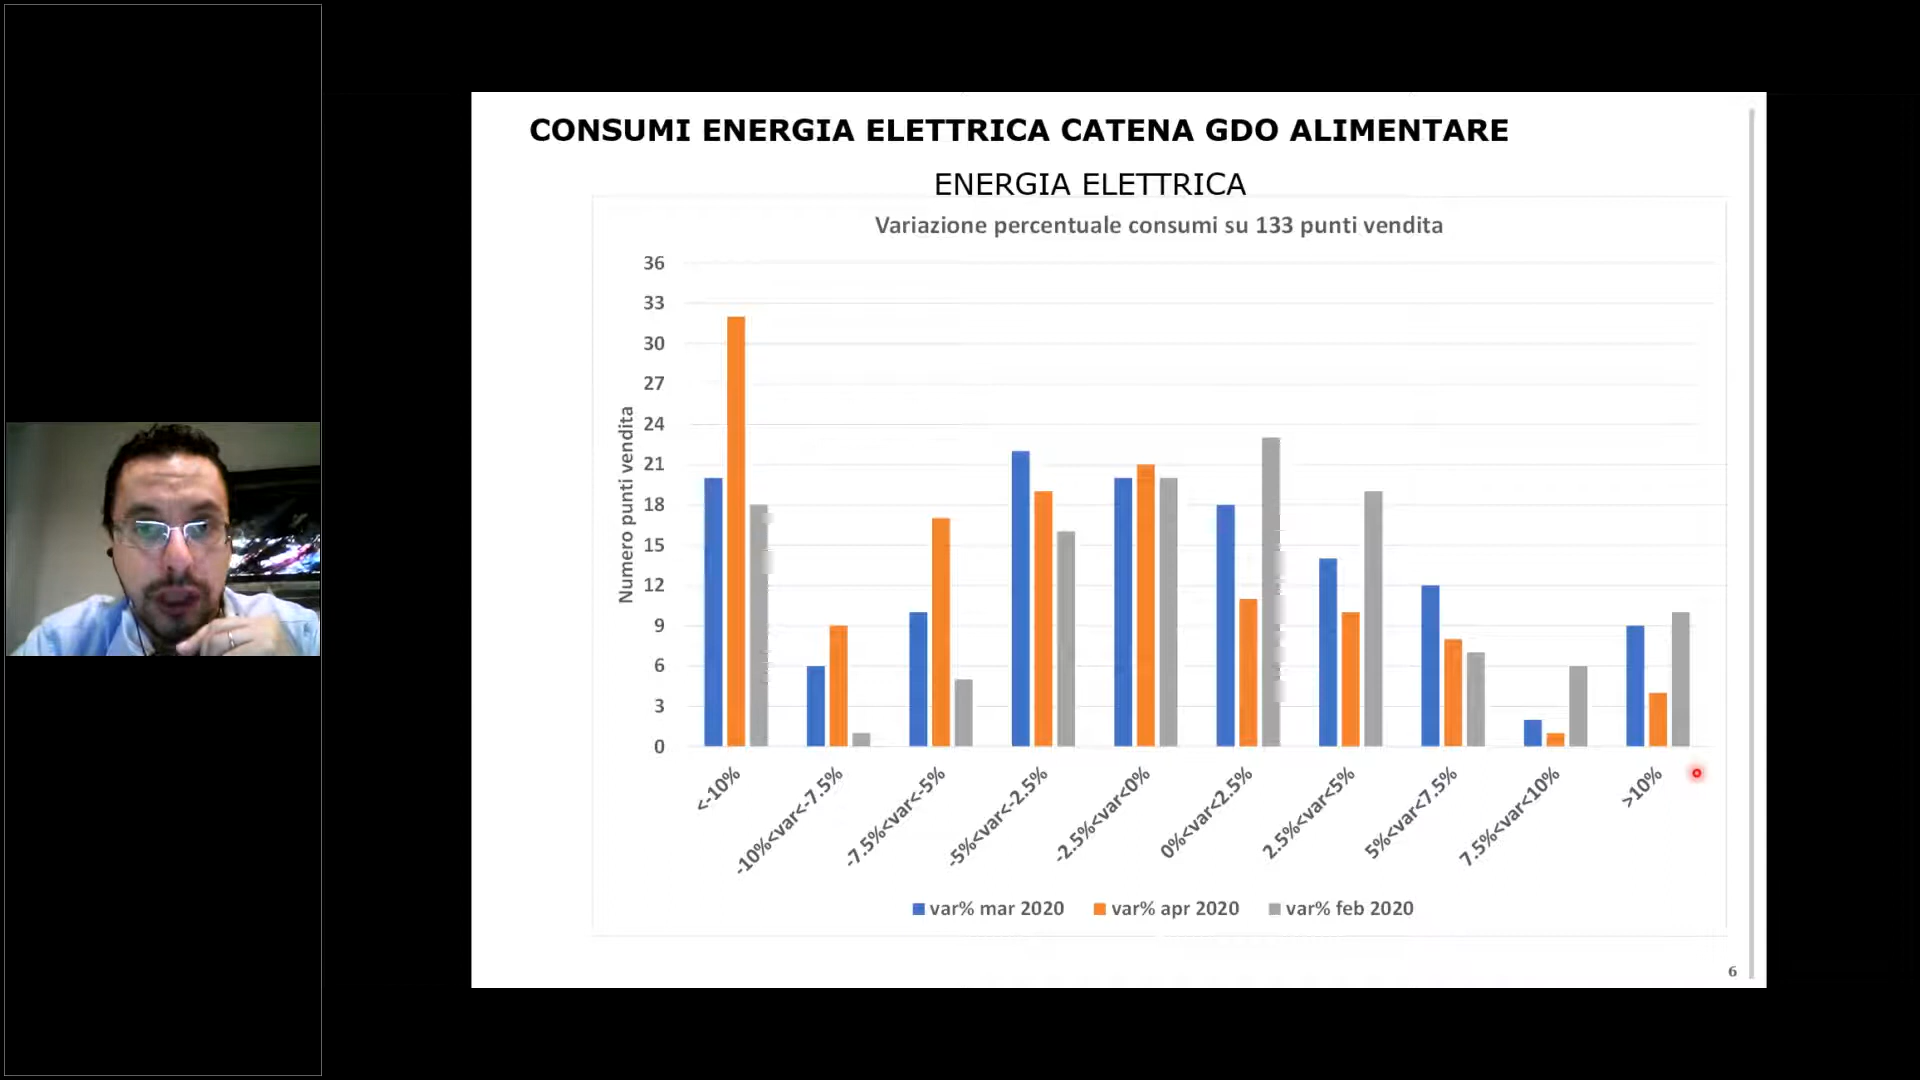 CONSUMI ENERGIA ELETTRICA CATENA GDO ALIMENTARE
ENERGIA ELETTRICA
Variazione percentuale consumi su 133 punti vendita
Numero punti vendita
36
33
30
27
24
21
18
15
12
9
6
3
0
<-10%
-10%<var<-7.5%
-7.5%<var<-5%
-5%<var<-2.5%
-2.5%<var<0%
0%<var<2.5%
2.5%<var<5%
5%<var<7.5%
7.5%<var<10%
>10%
var% mar 2020
var% apr 2020
var% feb 2020
6